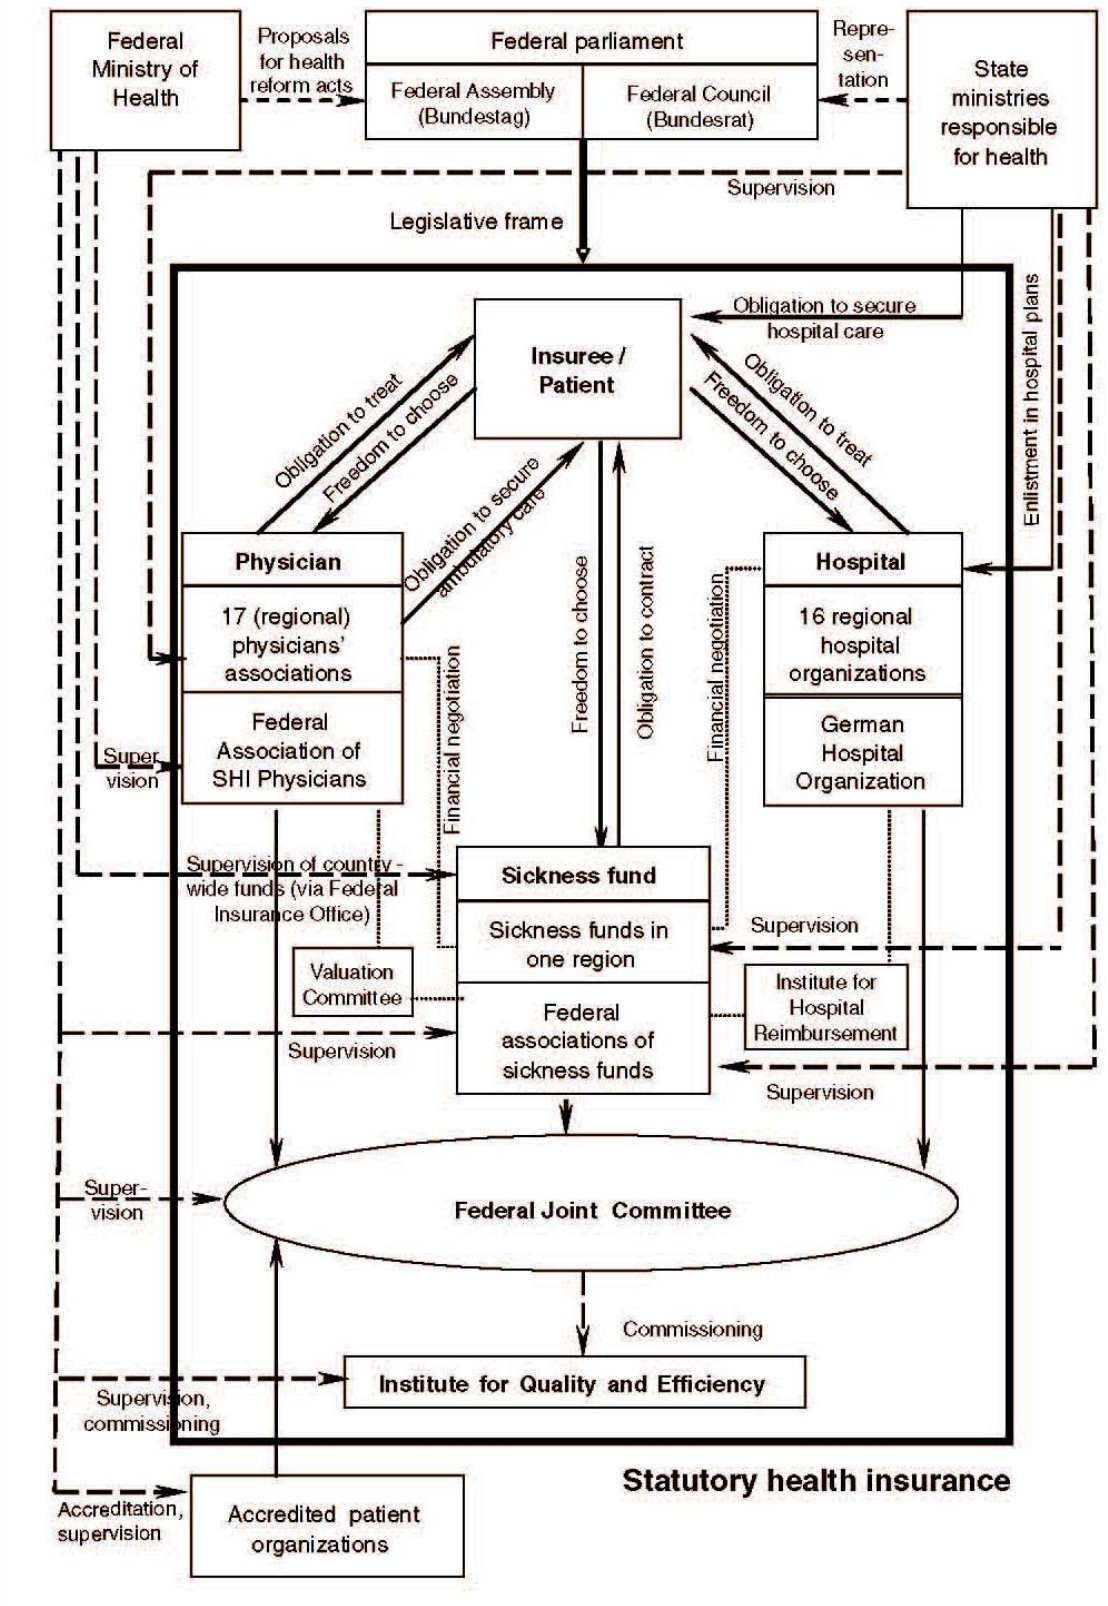 Federal
Ministry of
Health
Proposals
for health
reform acts
Federal parliament
Federal Assembly
(Bundestag)
Federal Council
(Bundesrat)
Repre-
sen-
tation
State
ministries
responsible
for health
Supervision
Legislative frame
Insuree /
Patient
Obligation to secure
hospital care
Enlistment in hospital plans
Obligation to treat
Freedom to choose
Obligation to secure
ambulatory care
Obligation to treat
Freedom to choose
Physician
17 (regional)
physicians'
associations
Federal
Association of
SHI Physicians
Super
vision
Financial negotiation
Freedom to choose
Obligation to contract
Financial negotiation
Hospital
16 regional
hospital
organizations
German
Hospital
Organization
Supervision of country -
wide funds (via Federal
Insurance Office)
Sickness fund
Sickness funds in
one region
Federal
associations of
sickness funds
Supervision
Valuation
Committee
Institute for
Hospital
Reimbursement
Supervision
Supervision
Super-
vision
Federal Joint Committee
Commissioning
Institute for Quality and Efficiency
Supervision,
commissioning
Statutory health insurance
Accreditation,
supervision
Accredited patient
organizations